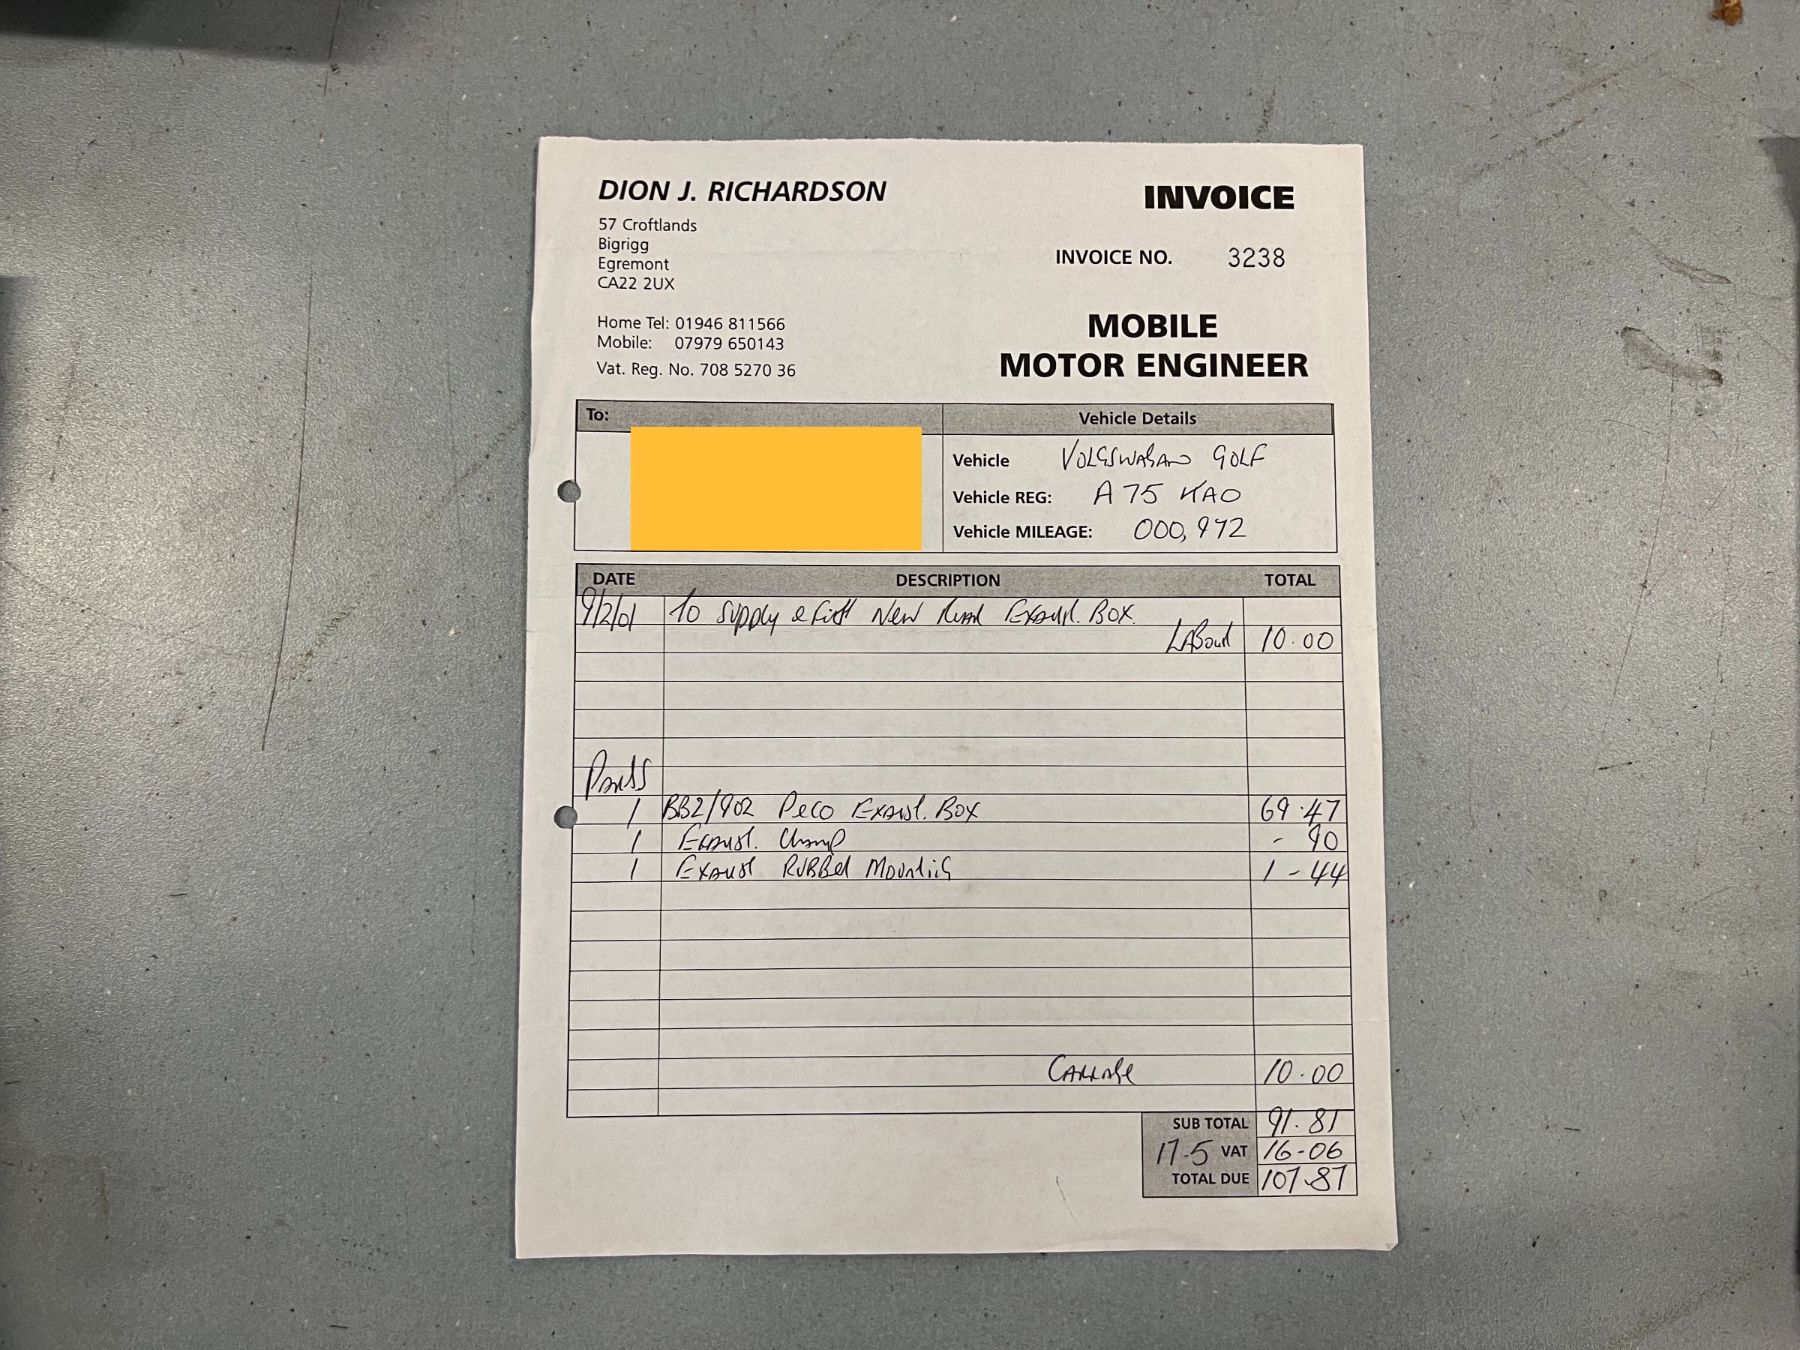 DION J. RICHARDSON
57 Croftlands
Bigrigg
Egremont
CA22 2UX
Home Tel: 01946 811566
Mobile: 07979 650143
Vat. Reg. No. 708 5270 36
INVOICE
INVOICE NO. 3238
MOBILE
MOTOR ENGINEER
To:
Vehicle Details
Vehicle VOLGSWAGAN GOLF
Vehicle REG: A75 KAO
Vehicle MILEAGE: 000,972
DATE DESCRIPTION TOTAL
9/2/01 To Supply & Fitt New Rear Exaust. BOX.
LABour 10.00
Parts
1 BB2/902 Peco Exaust. Box 69.47
1 Exaust. Clamp - 90
1 Exaust RUBBer Mounting 1 - 44
Carrage 10.00
SUB TOTAL 91.81
17.5 VAT 16-06
TOTAL DUE 107.87